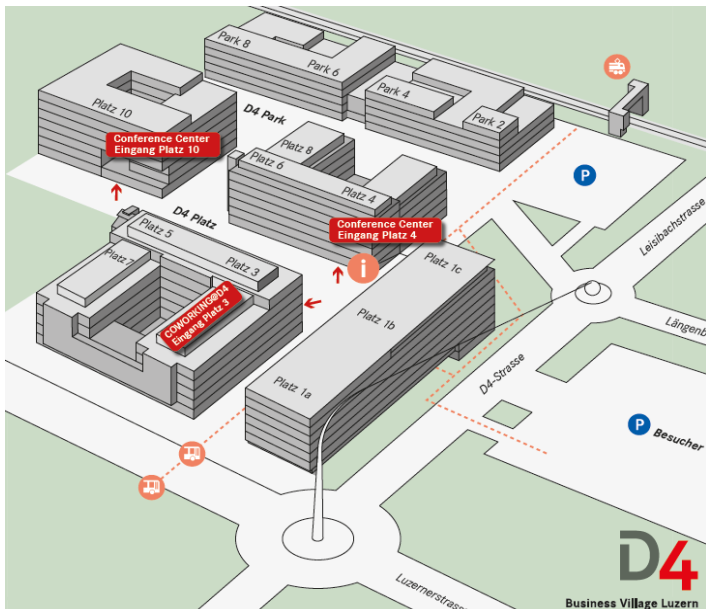 Park 8
Park 6
Park 4
Park 2
Platz 10
D4 Park
Conference Center
Eingang Platz 10
Platz 8
Platz 6
Platz 4
P
D4 Platz
Conference Center
Eingang Platz 4
Leisibachstrasse
Platz 5
Platz 3
Platz 7
i
Platz 1c
COWORKING@D4
Eingang Platz 3
Platz 1b
Längenb
Platz 1a
D4-Strasse
P Besucher
D4
Luzernerstrass
Business Village Luzern